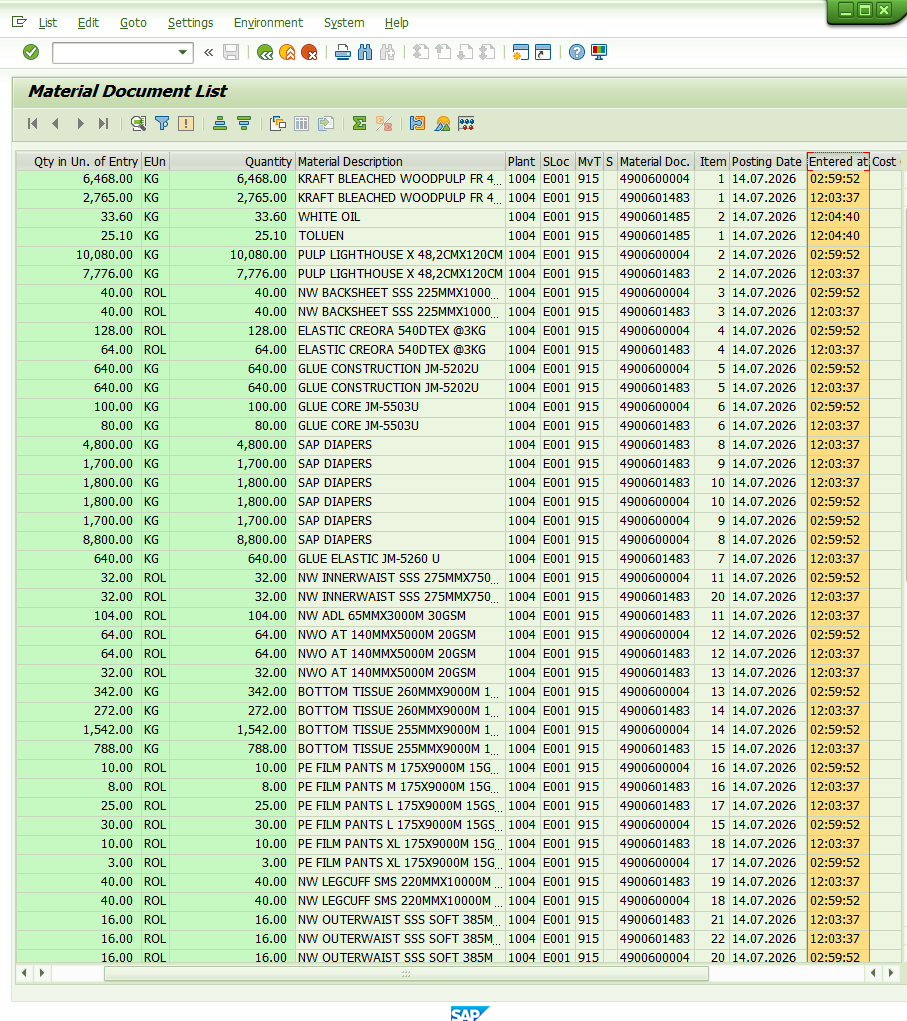 List Edit Goto Settings Environment System Help
Material Document List
Qty in Un. of Entry EUn Quantity Material Description Plant SLoc MvT S Material Doc. Item Posting Date Entered at Cost
6,468.00 KG 6,468.00 KRAFT BLEACHED WOODPULP FR 4... 1004 E001 915 4900600004 1 14.07.2026 02:59:52
2,765.00 KG 2,765.00 KRAFT BLEACHED WOODPULP FR 4... 1004 E001 915 4900601483 1 14.07.2026 12:03:37
33.60 KG 33.60 WHITE OIL 1004 E001 915 4900601485 2 14.07.2026 12:04:40
25.10 KG 25.10 TOLUEN 1004 E001 915 4900601485 1 14.07.2026 12:04:40
10,080.00 KG 10,080.00 PULP LIGHTHOUSE X 48,2CMX120CM 1004 E001 915 4900600004 2 14.07.2026 02:59:52
7,776.00 KG 7,776.00 PULP LIGHTHOUSE X 48,2CMX120CM 1004 E001 915 4900601483 2 14.07.2026 12:03:37
40.00 ROL 40.00 NW BACKSHEET SSS 225MMX1000... 1004 E001 915 4900600004 3 14.07.2026 02:59:52
40.00 ROL 40.00 NW BACKSHEET SSS 225MMX1000... 1004 E001 915 4900601483 3 14.07.2026 12:03:37
128.00 ROL 128.00 ELASTIC CREORA 540DTEX @3KG 1004 E001 915 4900600004 4 14.07.2026 02:59:52
64.00 ROL 64.00 ELASTIC CREORA 540DTEX @3KG 1004 E001 915 4900601483 4 14.07.2026 12:03:37
640.00 KG 640.00 GLUE CONSTRUCTION JM-5202U 1004 E001 915 4900600004 5 14.07.2026 02:59:52
640.00 KG 640.00 GLUE CONSTRUCTION JM-5202U 1004 E001 915 4900601483 5 14.07.2026 12:03:37
100.00 KG 100.00 GLUE CORE JM-5503U 1004 E001 915 4900600004 6 14.07.2026 02:59:52
80.00 KG 80.00 GLUE CORE JM-5503U 1004 E001 915 4900601483 6 14.07.2026 12:03:37
4,800.00 KG 4,800.00 SAP DIAPERS 1004 E001 915 4900601483 8 14.07.2026 12:03:37
1,700.00 KG 1,700.00 SAP DIAPERS 1004 E001 915 4900601483 9 14.07.2026 12:03:37
1,800.00 KG 1,800.00 SAP DIAPERS 1004 E001 915 4900601483 10 14.07.2026 12:03:37
1,800.00 KG 1,800.00 SAP DIAPERS 1004 E001 915 4900600004 10 14.07.2026 02:59:52
1,700.00 KG 1,700.00 SAP DIAPERS 1004 E001 915 4900600004 9 14.07.2026 02:59:52
8,800.00 KG 8,800.00 SAP DIAPERS 1004 E001 915 4900600004 8 14.07.2026 02:59:52
640.00 KG 640.00 GLUE ELASTIC JM-5260 U 1004 E001 915 4900601483 7 14.07.2026 12:03:37
32.00 ROL 32.00 NW INNERWAIST SSS 275MMX750... 1004 E001 915 4900600004 11 14.07.2026 02:59:52
32.00 ROL 32.00 NW INNERWAIST SSS 275MMX750... 1004 E001 915 4900601483 20 14.07.2026 12:03:37
104.00 ROL 104.00 NW ADL 65MMX3000M 30GSM 1004 E001 915 4900601483 11 14.07.2026 12:03:37
64.00 ROL 64.00 NWO AT 140MMX5000M 20GSM 1004 E001 915 4900600004 12 14.07.2026 02:59:52
64.00 ROL 64.00 NWO AT 140MMX5000M 20GSM 1004 E001 915 4900601483 12 14.07.2026 12:03:37
32.00 ROL 32.00 NWO AT 140MMX5000M 20GSM 1004 E001 915 4900601483 13 14.07.2026 12:03:37
342.00 KG 342.00 BOTTOM TISSUE 260MMX9000M 1... 1004 E001 915 4900600004 13 14.07.2026 02:59:52
272.00 KG 272.00 BOTTOM TISSUE 260MMX9000M 1... 1004 E001 915 4900601483 14 14.07.2026 12:03:37
1,542.00 KG 1,542.00 BOTTOM TISSUE 255MMX9000M 1... 1004 E001 915 4900600004 14 14.07.2026 02:59:52
788.00 KG 788.00 BOTTOM TISSUE 255MMX9000M 1... 1004 E001 915 4900601483 15 14.07.2026 12:03:37
10.00 ROL 10.00 PE FILM PANTS M 175X9000M 15G... 1004 E001 915 4900600004 16 14.07.2026 02:59:52
8.00 ROL 8.00 PE FILM PANTS M 175X9000M 15G... 1004 E001 915 4900601483 16 14.07.2026 12:03:37
25.00 ROL 25.00 PE FILM PANTS L 175X9000M 15GS... 1004 E001 915 4900601483 17 14.07.2026 12:03:37
30.00 ROL 30.00 PE FILM PANTS L 175X9000M 15GS... 1004 E001 915 4900600004 15 14.07.2026 02:59:52
10.00 ROL 10.00 PE FILM PANTS XL 175X9000M 15G... 1004 E001 915 4900601483 18 14.07.2026 12:03:37
3.00 ROL 3.00 PE FILM PANTS XL 175X9000M 15G... 1004 E001 915 4900600004 17 14.07.2026 02:59:52
40.00 ROL 40.00 NW LEGCUFF SMS 220MMX10000M ... 1004 E001 915 4900601483 19 14.07.2026 12:03:37
40.00 ROL 40.00 NW LEGCUFF SMS 220MMX10000M ... 1004 E001 915 4900600004 18 14.07.2026 02:59:52
16.00 ROL 16.00 NW OUTERWAIST SSS SOFT 385M... 1004 E001 915 4900601483 21 14.07.2026 12:03:37
16.00 ROL 16.00 NW OUTERWAIST SSS SOFT 385M... 1004 E001 915 4900601483 22 14.07.2026 12:03:37
16.00 ROL 16.00 NW OUTERWAIST SSS SOFT 385M 1004 E001 915 4900600004 20 14.07.2026 02:59:52
SAP